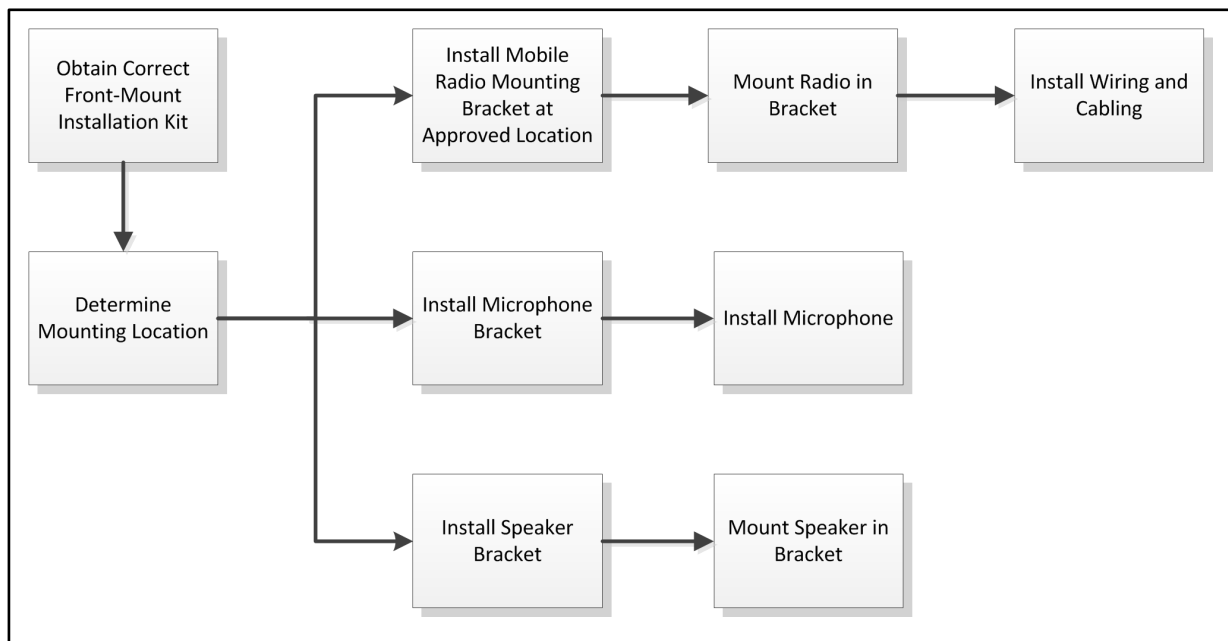 Obtain Correct
Front-Mount
Installation Kit
Install Mobile
Radio Mounting
Bracket at
Approved Location
Mount Radio in
Bracket
Install Wiring and
Cabling
Determine
Mounting Location
Install Microphone
Bracket
Install Microphone
Install Speaker
Bracket
Mount Speaker in
Bracket